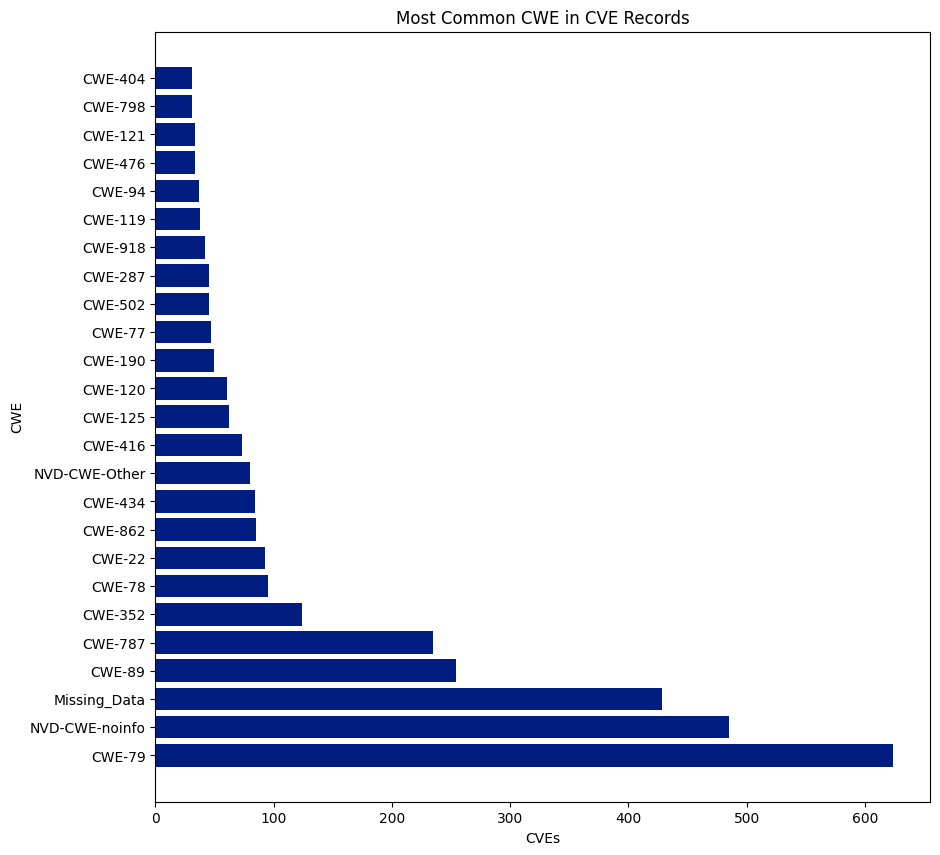 Most Common CWE in CVE Records
CWE-404
CWE-798
CWE-121
CWE-476
CWE-94
CWE-119
CWE-918
CWE-287
CWE-502
CWE-77
CWE-190
CWE-120
CWE-125
CWE-416
NVD-CWE-Other
CWE-434
CWE-862
CWE-22
CWE-78
CWE-352
CWE-787
CWE-89
Missing_Data
NVD-CWE-noinfo
CWE-79
CWE
0 100 200 300 400 500 600
CVEs